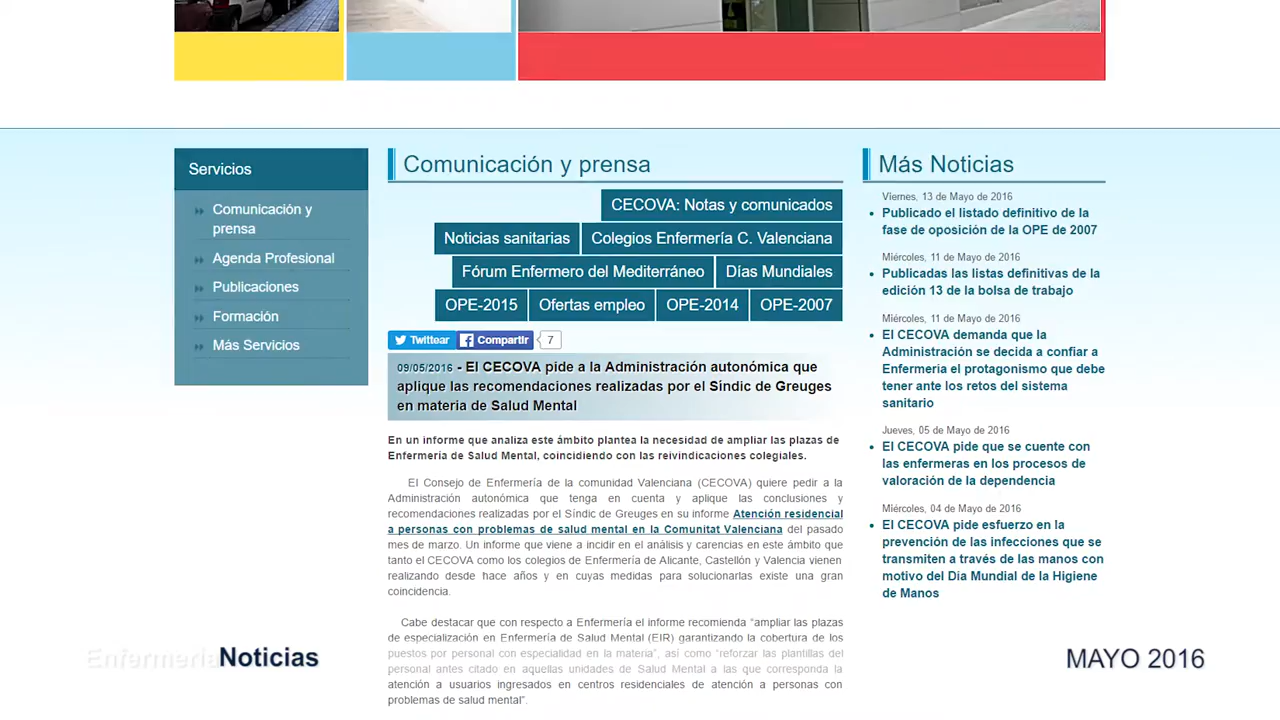 Servicios
Comunicación y
prensa
Agenda Profesional
Publicaciones
Formación
Más Servicios
Comunicación y prensa
CECOVA: Notas y comunicados
Noticias sanitarias
Colegios Enfermería C. Valenciana
Fórum Enfermero del Mediterráneo
Días Mundiales
OPE-2015
Ofertas empleo
OPE-2014
OPE-2007
Twittear
Compartir
7
09/05/2016 - El CECOVA pide a la Administración autonómica que
aplique las recomendaciones realizadas por el Síndic de Greuges
en materia de Salud Mental
En un informe que analiza este ámbito plantea la necesidad de ampliar las plazas de
Enfermería de Salud Mental, coincidiendo con las reivindicaciones colegiales.
El Consejo de Enfermería de la comunidad Valenciana (CECOVA) quiere pedir a la
Administración autonómica que tenga en cuenta y aplique las conclusiones y
recomendaciones realizadas por el Síndic de Greuges en su informe Atención residencial
a personas con problemas de salud mental en la Comunitat Valenciana del pasado
mes de marzo. Un informe que viene a incidir en el análisis y carencias en este ámbito que
tanto el CECOVA como los colegios de Enfermería de Alicante, Castellón y Valencia vienen
realizando desde hace años y en cuyas medidas para solucionarlas existe una gran
coincidencia.
Cabe destacar que con respecto a Enfermería el informe recomienda “ampliar las plazas
de especialización en Enfermería de Salud Mental (EIR) garantizando la cobertura de los
puestos por personal con especialidad en la materia”, así como “reforzar las plantillas del
personal antes citado en aquellas unidades de Salud Mental a las que corresponda la
atención a usuarios ingresados en centros residenciales de atención a personas con
problemas de salud mental”.
Más Noticias
Viernes, 13 de Mayo de 2016
Publicado el listado definitivo de la
fase de oposición de la OPE de 2007
Miércoles, 11 de Mayo de 2016
Publicadas las listas definitivas de la
edición 13 de la bolsa de trabajo
Miércoles, 11 de Mayo de 2016
El CECOVA demanda que la
Administración se decida a confiar a
Enfermeria el protagonismo que debe
tener ante los retos del sistema
sanitario
Jueves, 05 de Mayo de 2016
El CECOVA pide que se cuente con
las enfermeras en los procesos de
valoración de la dependencia
Miércoles, 04 de Mayo de 2016
El CECOVA pide esfuerzo en la
prevención de las infecciones que se
transmiten a través de las manos con
motivo del Día Mundial de la Higiene
de Manos
EnfermeriaNoticias
MAYO 2016